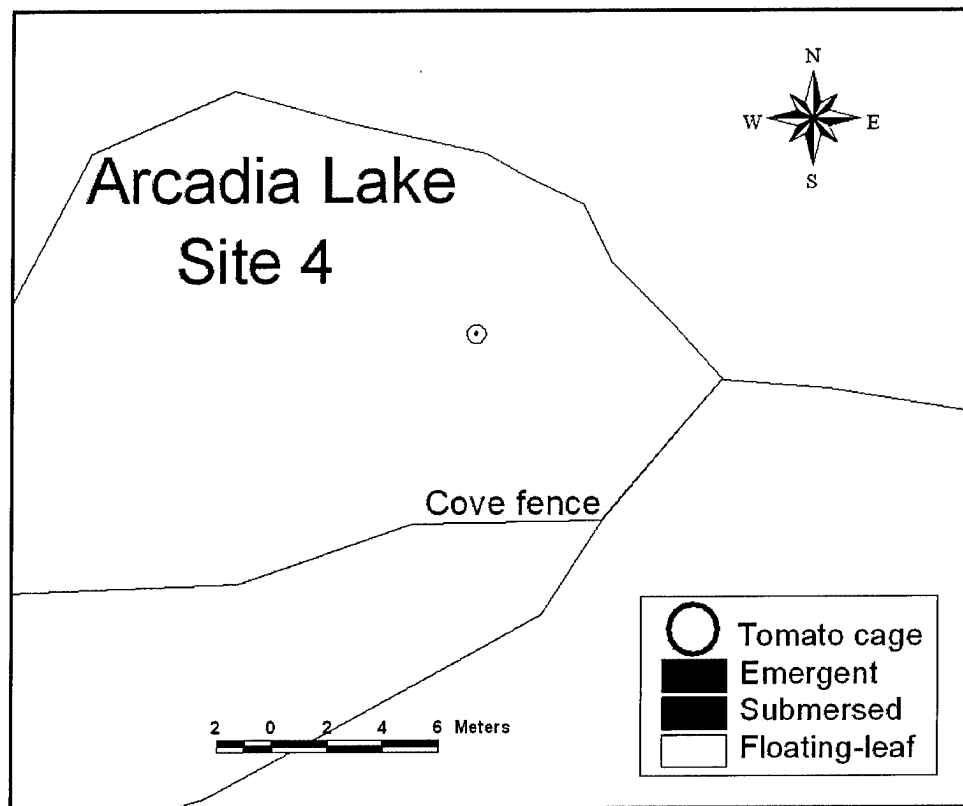 N
W E
S
Arcadia Lake
Site 4
Cove fence
Tomato cage
Emergent
Submersed
Floating-leaf
2 0 2 4 6 Meters